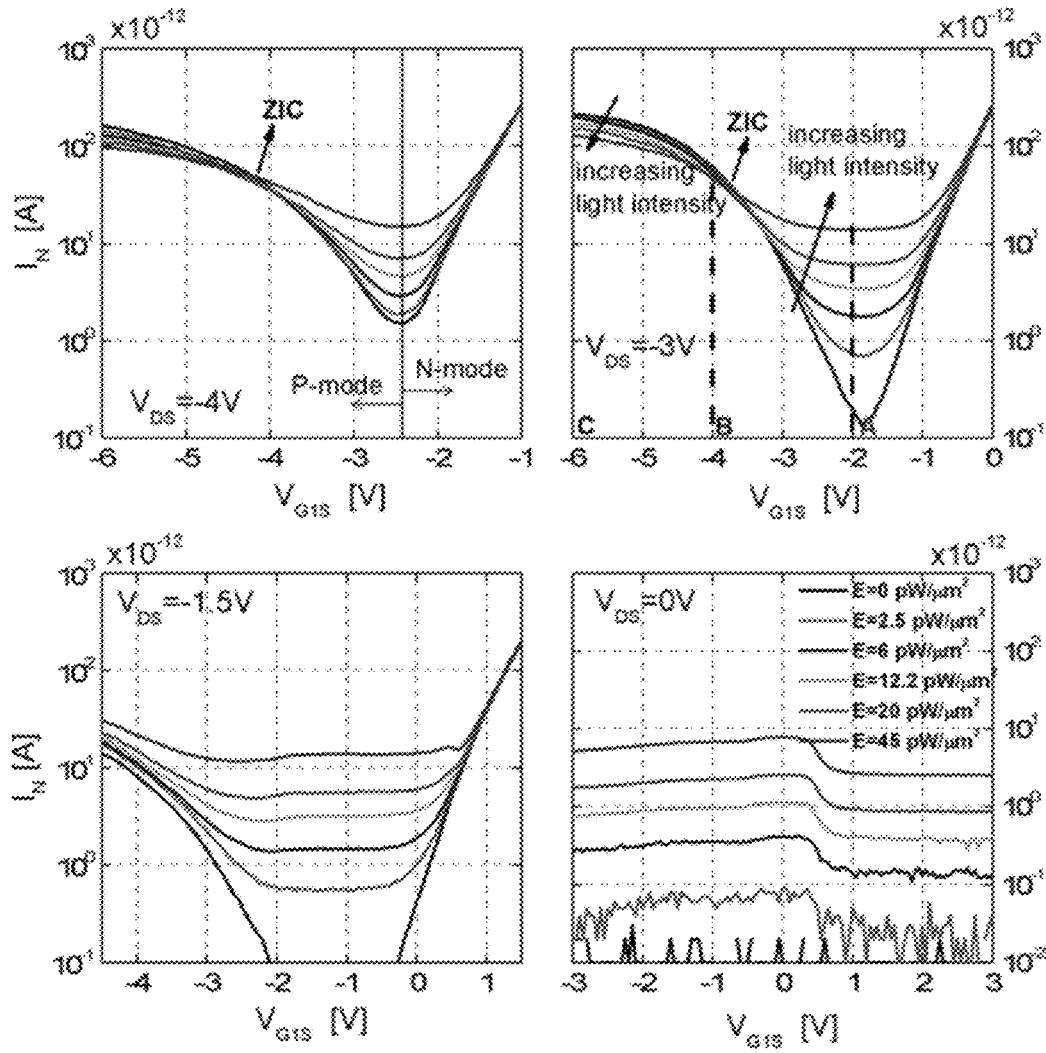 x10⁻¹²
10³
10²
10¹
10⁰
10⁻¹
I_N [A]
ZIC
P-mode
N-mode
V_DS=-4V
-6 -5 -4 -3 -2 -1
V_G1S [V]
x10⁻¹²
10³
10²
10¹
10⁰
10⁻¹
ZIC
increasing
light intensity
increasing
light intensity
V_DS=-3V
C B A
-6 -5 -4 -3 -2 -1 0
V_G1S [V]
x10⁻¹²
10³
10²
10¹
10⁰
10⁻¹
I_N [A]
V_DS=-1.5V
-4 -3 -2 -1 0 1
V_G1S [V]
x10⁻¹²
10³
10²
10¹
10⁰
10⁻¹
10⁻²
V_DS=0V
E=0 pW/μm²
E=2.5 pW/μm²
E=6 pW/μm²
E=12.2 pW/μm²
E=20 pW/μm²
E=45 pW/μm²
-3 -2 -1 0 1 2 3
V_G1S [V]